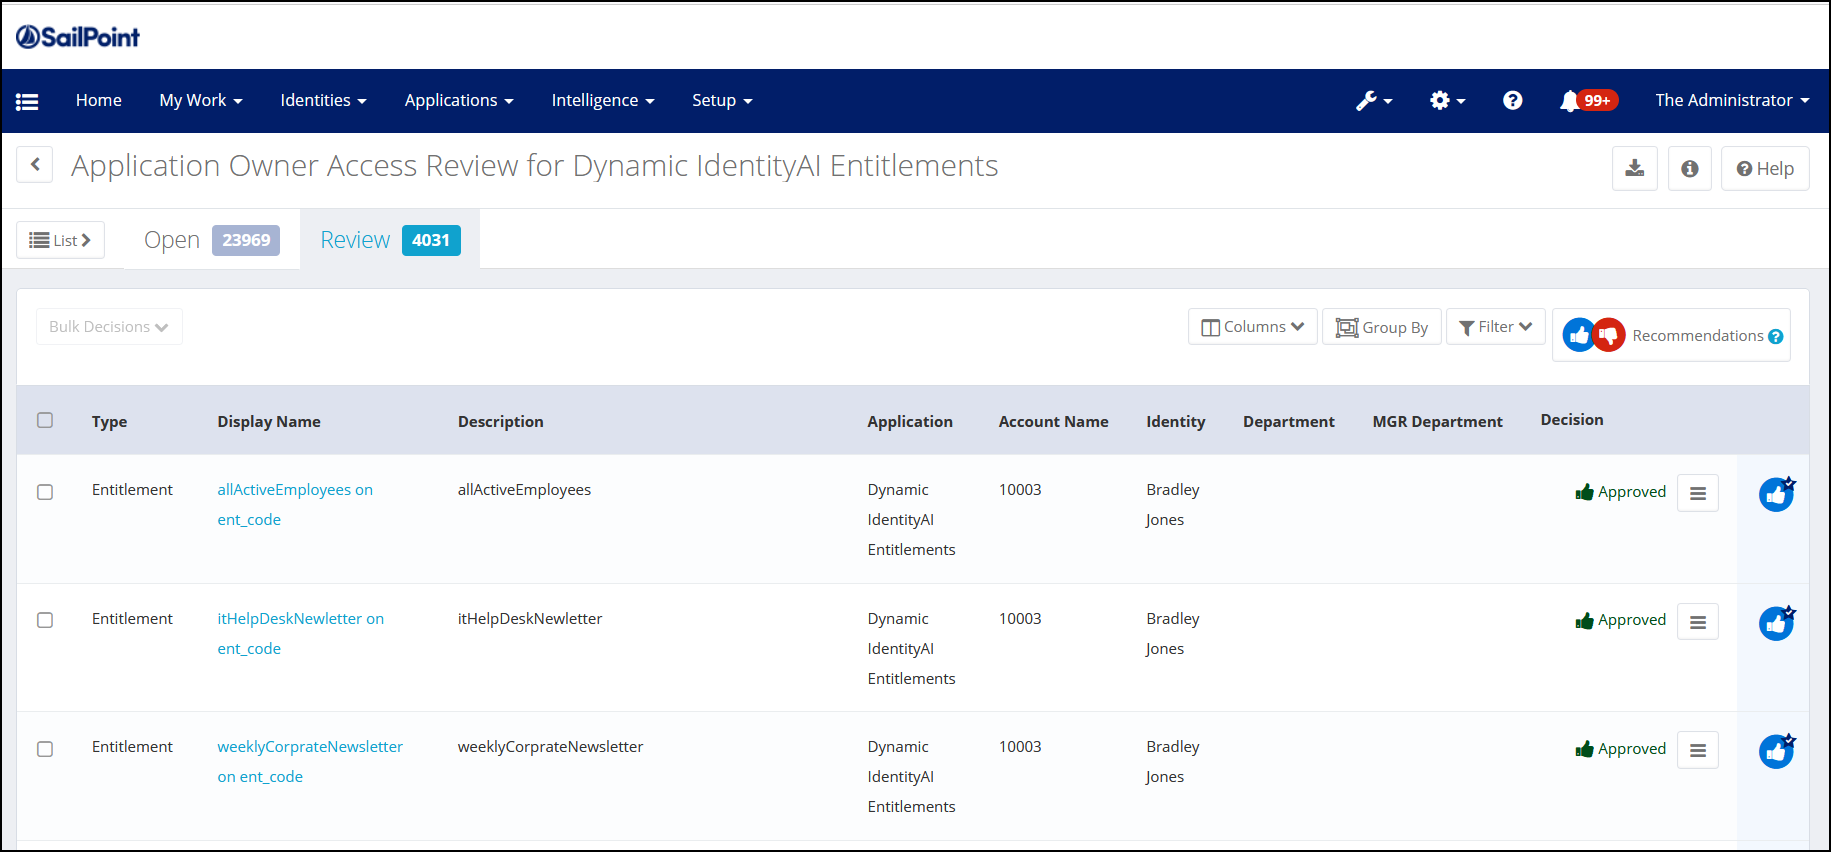 SailPoint
Home My Work Identities Applications Intelligence Setup 99+ The Administrator
Application Owner Access Review for Dynamic IdentityAI Entitlements
Help
List Open 23969 Review 4031
Bulk Decisions Columns Group By Filter Recommendations
Type Display Name Description Application Account Name Identity Department MGR Department Decision
Entitlement allActiveEmployees on allActiveEmployees Dynamic 10003 Bradley Approved
ent_code IdentityAI Jones
Entitlements
Entitlement itHelpDeskNewletter on itHelpDeskNewletter Dynamic 10003 Bradley Approved
ent_code IdentityAI Jones
Entitlements
Entitlement weeklyCorprateNewsletter weeklyCorprateNewsletter Dynamic 10003 Bradley Approved
on ent_code IdentityAI Jones
Entitlements